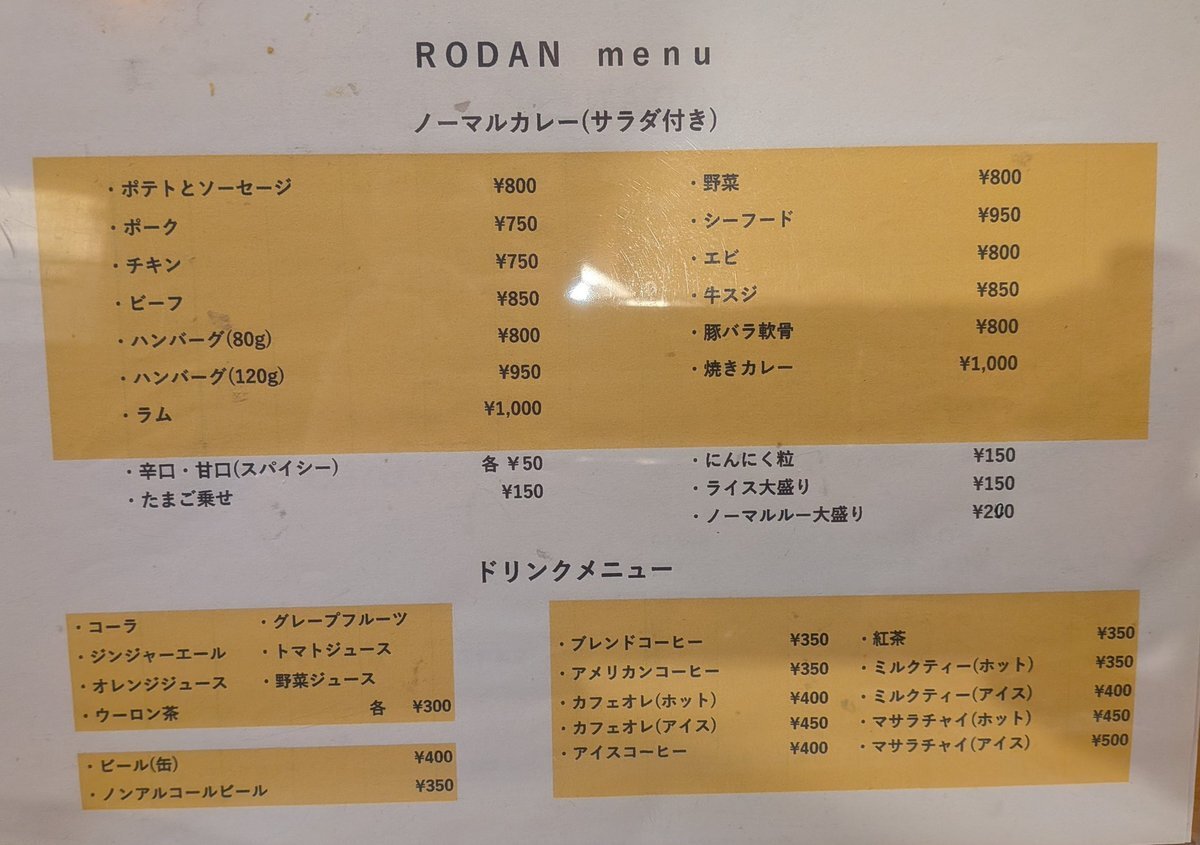 RODAN menu
ノーマルカレー(サラダ付き)
・ポテトとソーセージ ¥800
・ポーク ¥750
・チキン ¥750
・ビーフ ¥850
・ハンバーグ(80g) ¥800
・ハンバーグ(120g) ¥950
・ラム ¥1,000
・野菜 ¥800
・シーフード ¥950
・エビ ¥800
・牛スジ ¥850
・豚バラ軟骨 ¥800
・焼きカレー ¥1,000
・辛口・甘口(スパイシー) 各 ¥50
・たまご乗せ ¥150
・にんにく粒 ¥150
・ライス大盛り ¥150
・ノーマルルー大盛り ¥200
ドリンクメニュー
・コーラ
・ジンジャーエール
・オレンジジュース
・ウーロン茶
・グレープフルーツ
・トマトジュース
・野菜ジュース
各 ¥300
・ビール(缶) ¥400
・ノンアルコールビール ¥350
・ブレンドコーヒー ¥350
・アメリカンコーヒー ¥350
・カフェオレ(ホット) ¥400
・カフェオレ(アイス) ¥450
・アイスコーヒー ¥400
・紅茶 ¥350
・ミルクティー(ホット) ¥350
・ミルクティー(アイス) ¥400
・マサラチャイ(ホット) ¥450
・マサラチャイ(アイス) ¥500